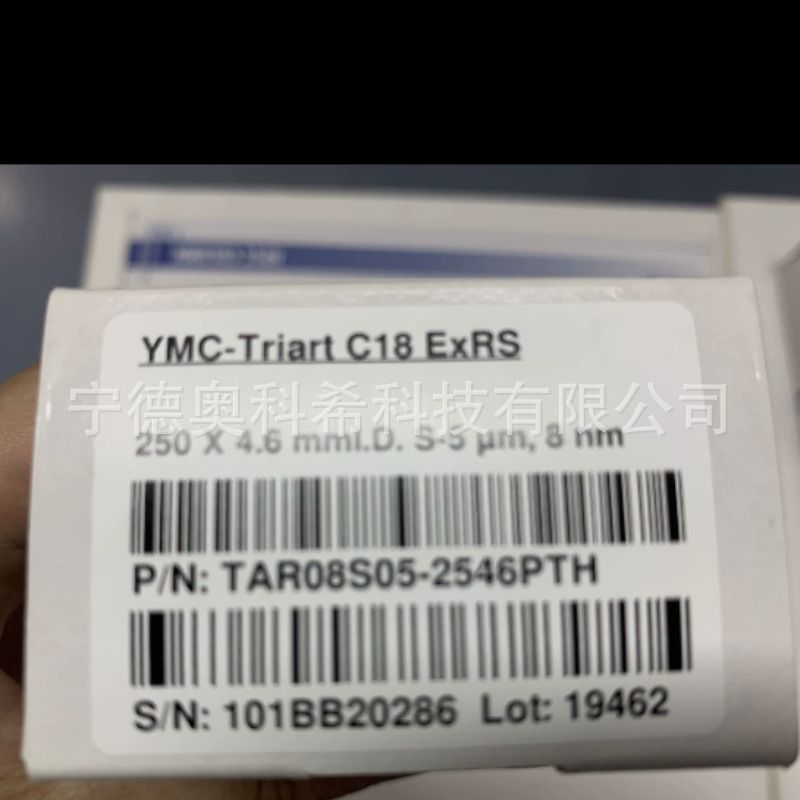 YMC-Triart C18 ExRS
宁德奥科希科技有限公司
250 X 4.6 mmI.D. S-5 µm, 8 nm
P/N: TAR08S05-2546PTH
S/N: 101BB20286 Lot: 19462